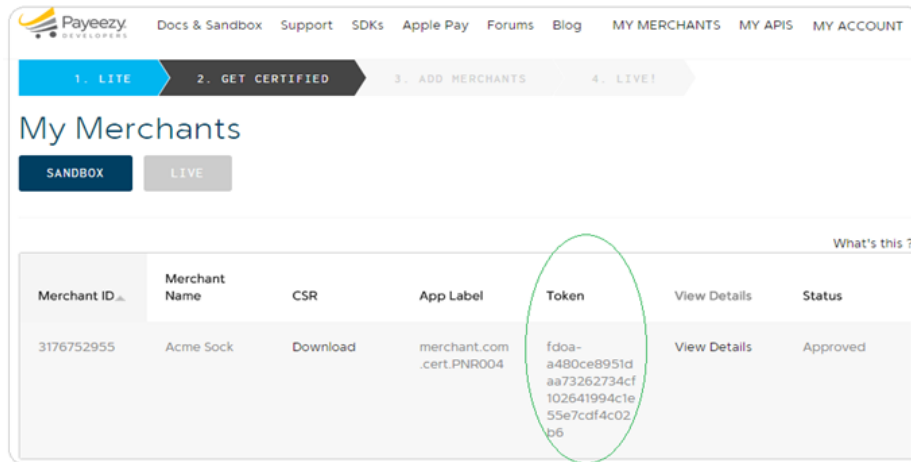 Payeezy
DEVELOPERS
Docs & Sandbox Support SDKs Apple Pay Forums Blog MY MERCHANTS MY APIS MY ACCOUNT
1. LITE 2. GET CERTIFIED 3. ADD MERCHANTS 4. LIVE!
My Merchants
SANDBOX LIVE
What's this ?
Merchant ID Merchant Name CSR App Label Token View Details Status
3176752955 Acme Sock Download merchant.com
.cert.PNR004
fdoa-
a480ce8951d
aa73262734cf
102641994c1e
55e7cdf4c02
b6
View Details Approved